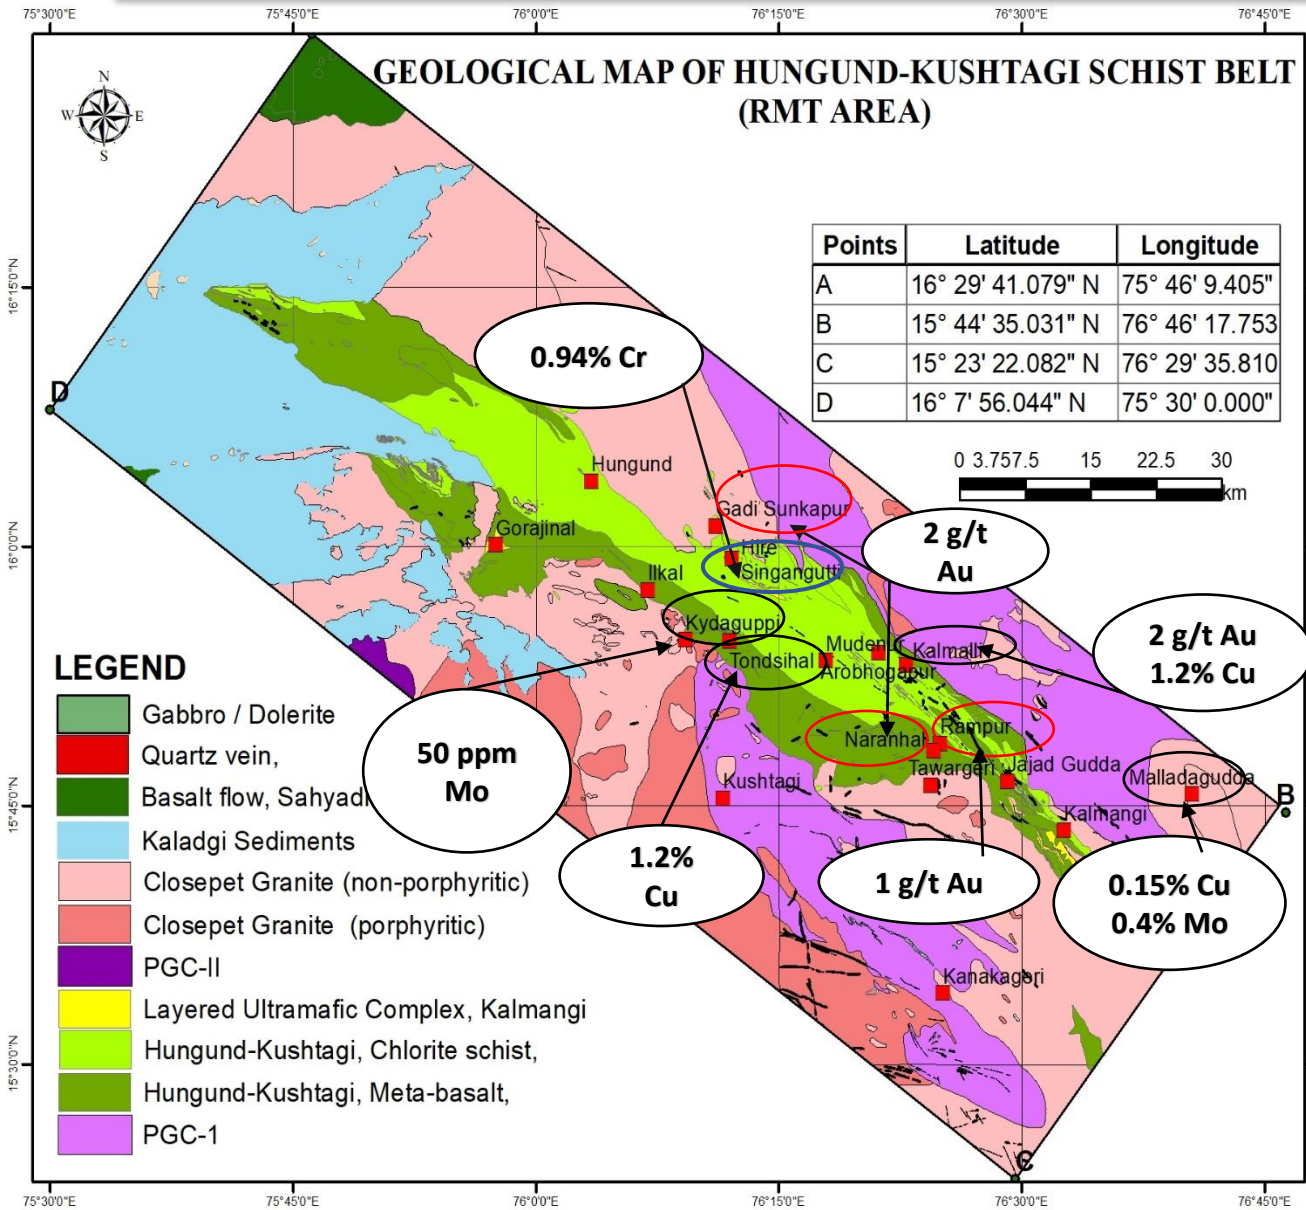 75°30'0"E 75°45'0"E 76°0'0"E 76°15'0"E 76°30'0"E 76°45'0"E
GEOLOGICAL MAP OF HUNGUND-KUSHTAGI SCHIST BELT
(RMT AREA)
N
W E
S
Points Latitude Longitude
A 16° 29' 41.079" N 75° 46' 9.405"
B 15° 44' 35.031" N 76° 46' 17.753
C 15° 23' 22.082" N 76° 29' 35.810
D 16° 7' 56.044" N 75° 30' 0.000"
0 3.757.5 15 22.5 30
km
16°15'0"N
16°0'0"N
15°45'0"N
15°30'0"N
D
B
C
0.94% Cr
Hungund
Gadi Sunkapur
Gorajinal
Hire
Singangutti
2 g/t
Au
Ilkal
Kydaguppi
Mudenur
Kalmalli
Tondsihal
Arobhogapur
2 g/t Au
1.2% Cu
50 ppm
Mo
Naranhal
Rampur
Tawargeri
Jajad Gudda
Malladagudda
Kushtagi
Kalmangi
1.2%
Cu
1 g/t Au
0.15% Cu
0.4% Mo
Kanakageri
LEGEND
Gabbro / Dolerite
Quartz vein,
Basalt flow, Sahyadri
Kaladgi Sediments
Closepet Granite (non-porphyritic)
Closepet Granite (porphyritic)
PGC-II
Layered Ultramafic Complex, Kalmangi
Hungund-Kushtagi, Chlorite schist,
Hungund-Kushtagi, Meta-basalt,
PGC-1
75°30'0"E 75°45'0"E 76°0'0"E 76°15'0"E 76°30'0"E 76°45'0"E